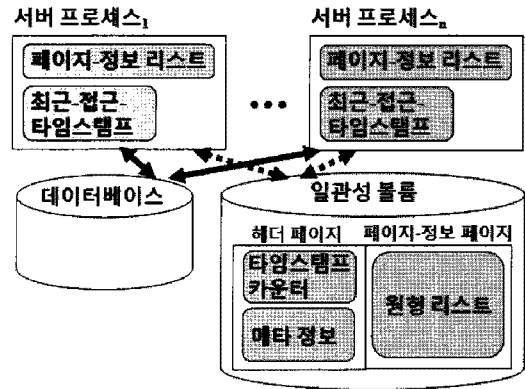 서버 프로세스1
서버 프로세스n
페이지-정보 리스트
최근-접근-
타임스탬프
...
페이지-정보 리스트
최근-접근-
타임스탬프
데이터베이스
일관성 볼륨
헤더 페이지
페이지-정보 페이지
타임스탬프
카운터
메타 정보
원형 리스트